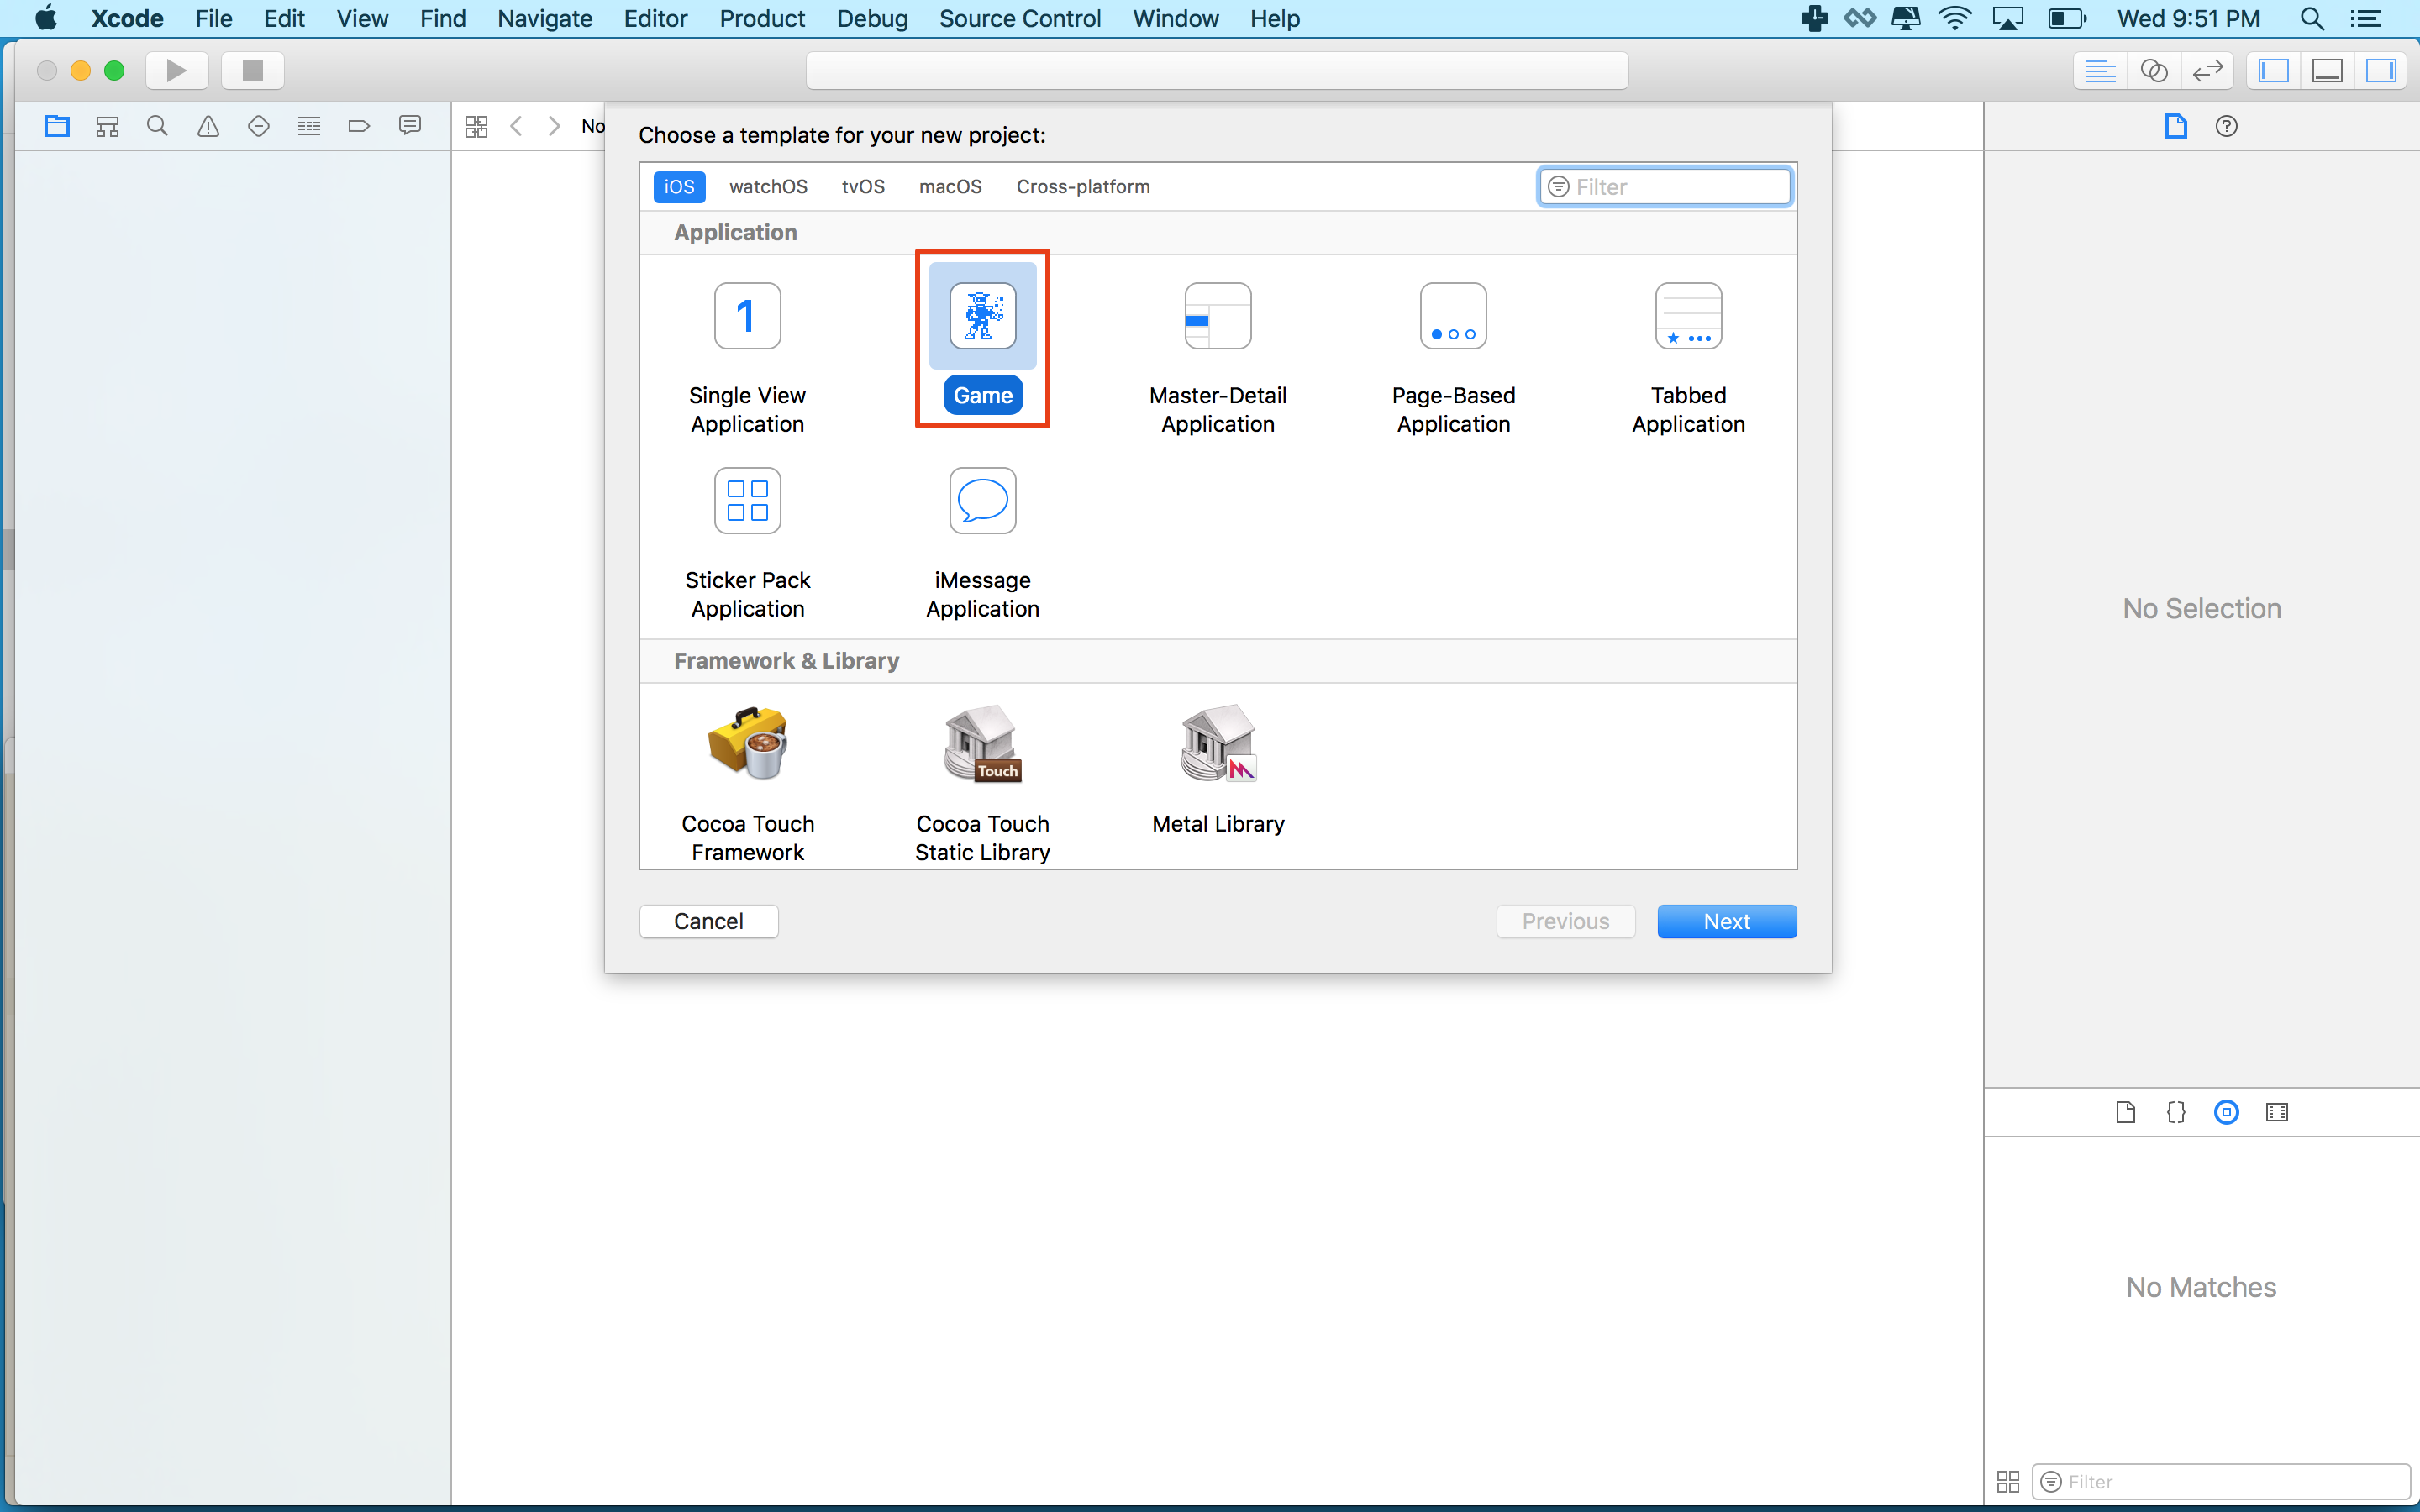 Xcode File Edit View Find Navigate Editor Product Debug Source Control Window Help Wed 9:51 PM
No
Choose a template for your new project:
iOS watchOS tvOS macOS Cross-platform Filter
Application
1
Single View Application
Game
Master-Detail Application
Page-Based Application
Tabbed Application
Sticker Pack Application
iMessage Application
Framework & Library
Touch
Cocoa Touch Framework
Cocoa Touch Static Library
Metal Library
Cancel Previous Next
No Selection
{}
No Matches
Filter